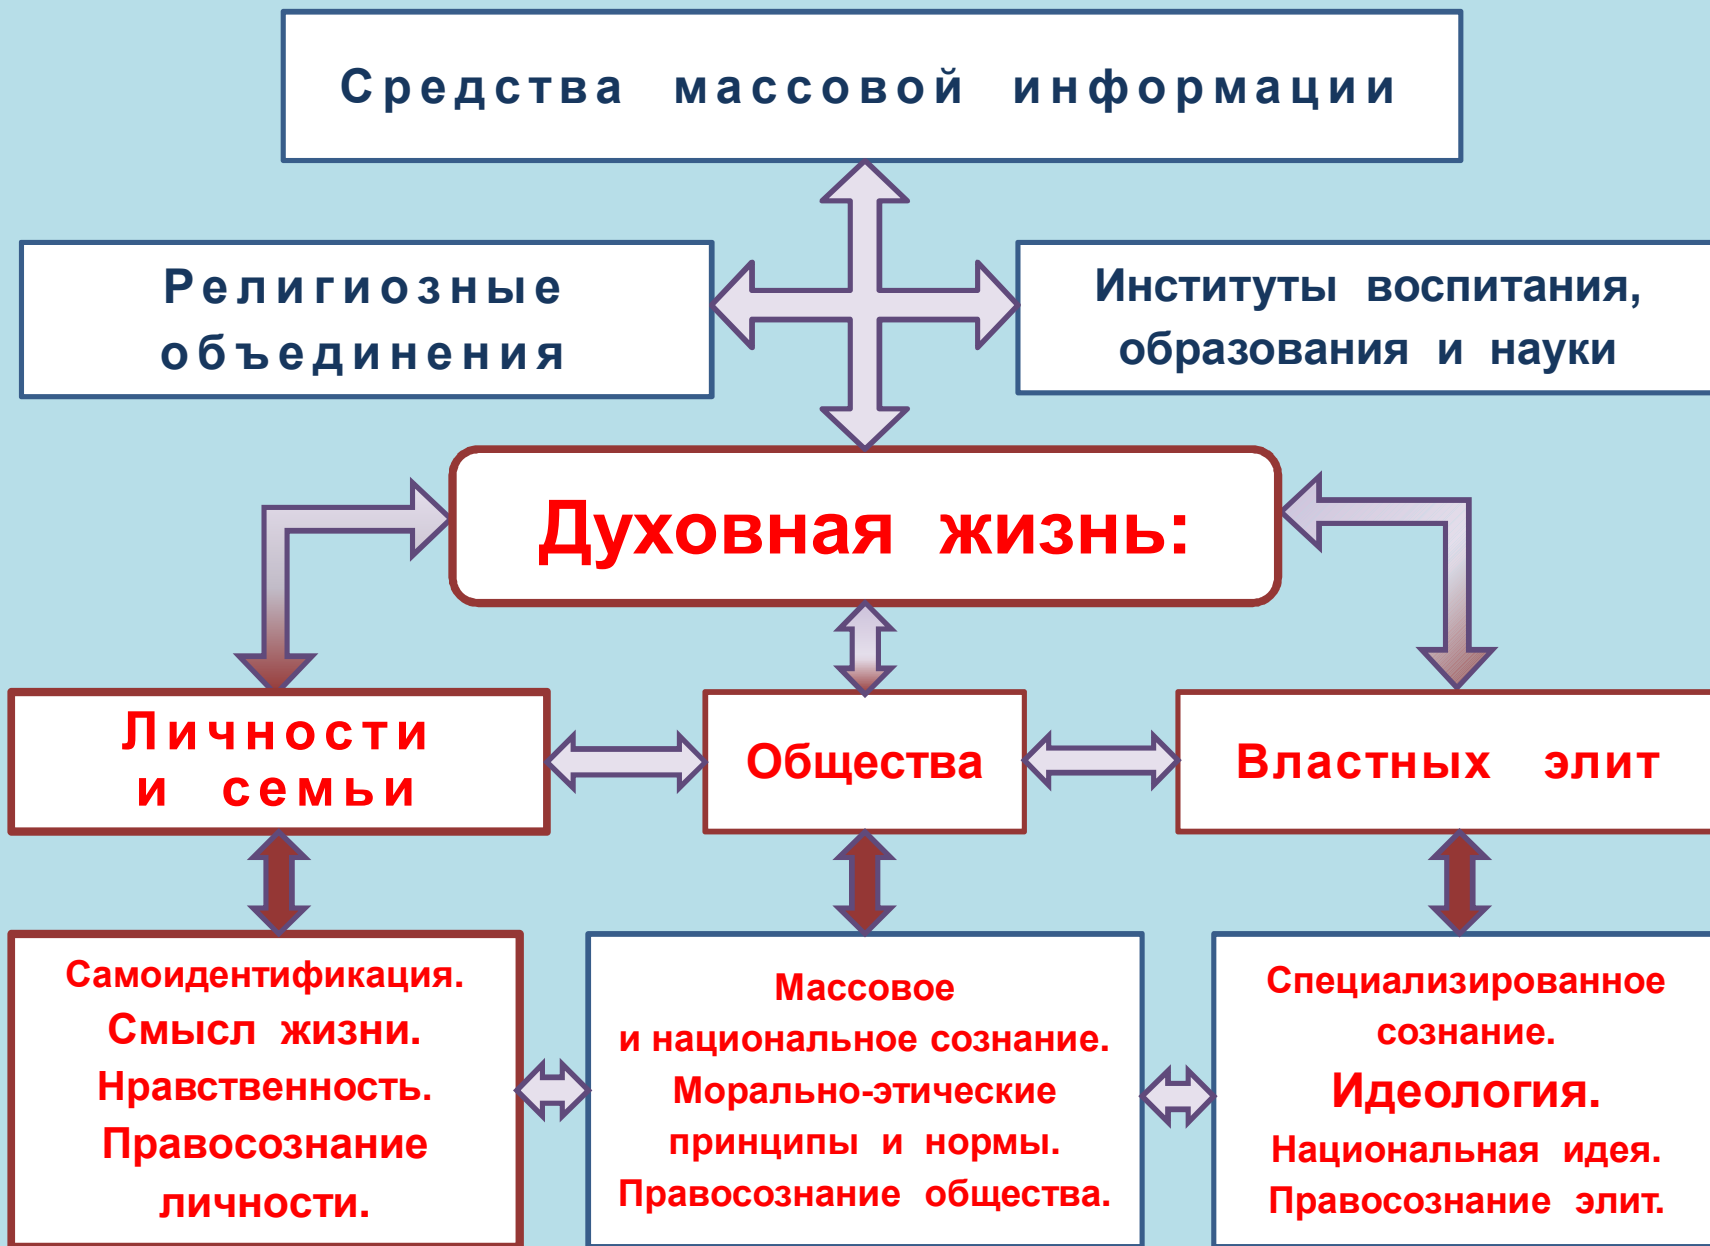 Средства массовой информации
Религиозные
объединения
Институты воспитания,
образования и науки
Духовная жизнь:
Личности
и семьи
Общества
Властных элит
Самоидентификация.
Смысл жизни.
Нравственность.
Правосознание
личности.
Массовое
и национальное сознание.
Морально-этические
принципы и нормы.
Правосознание общества.
Специализированное
сознание.
Идеология.
Национальная идея.
Правосознание элит.